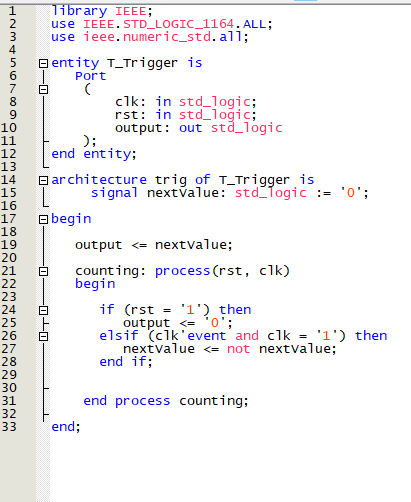 1 library IEEE;
2 use IEEE.STD_LOGIC_1164.ALL;
3 use ieee.numeric_std.all;
4
5 entity T_Trigger is
6 Port
7 (
8 clk: in std_logic;
9 rst: in std_logic;
10 output: out std_logic
11 );
12 end entity;
13
14 architecture trig of T_Trigger is
15 signal nextValue: std_logic := '0';
16
17 begin
18
19 output <= nextValue;
20
21 counting: process(rst, clk)
22 begin
23
24 if (rst = '1') then
25 output <= '0';
26 elsif (clk'event and clk = '1') then
27 nextValue <= not nextValue;
28 end if;
29
30
31 end process counting;
32
33 end;